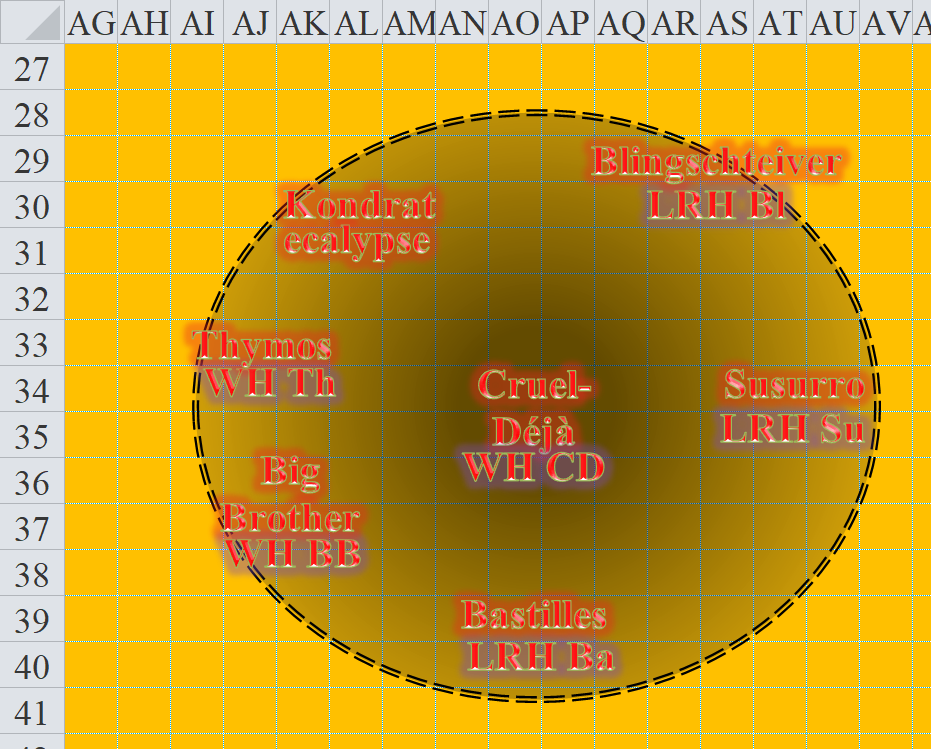 AG AH AI AJ AK AL AM AN AO AP AQ AR AS AT AU AV A
27
28
29
30
31
32
33
34
35
36
37
38
39
40
41
Blingschteiver
LRH Bl
Kondrat
ecalypse
Thymos
WH Th
Cruel-
Déjà
WH CD
Susurro
LRH Su
Big
Brother
WH BB
Bastilles
LRH Ba